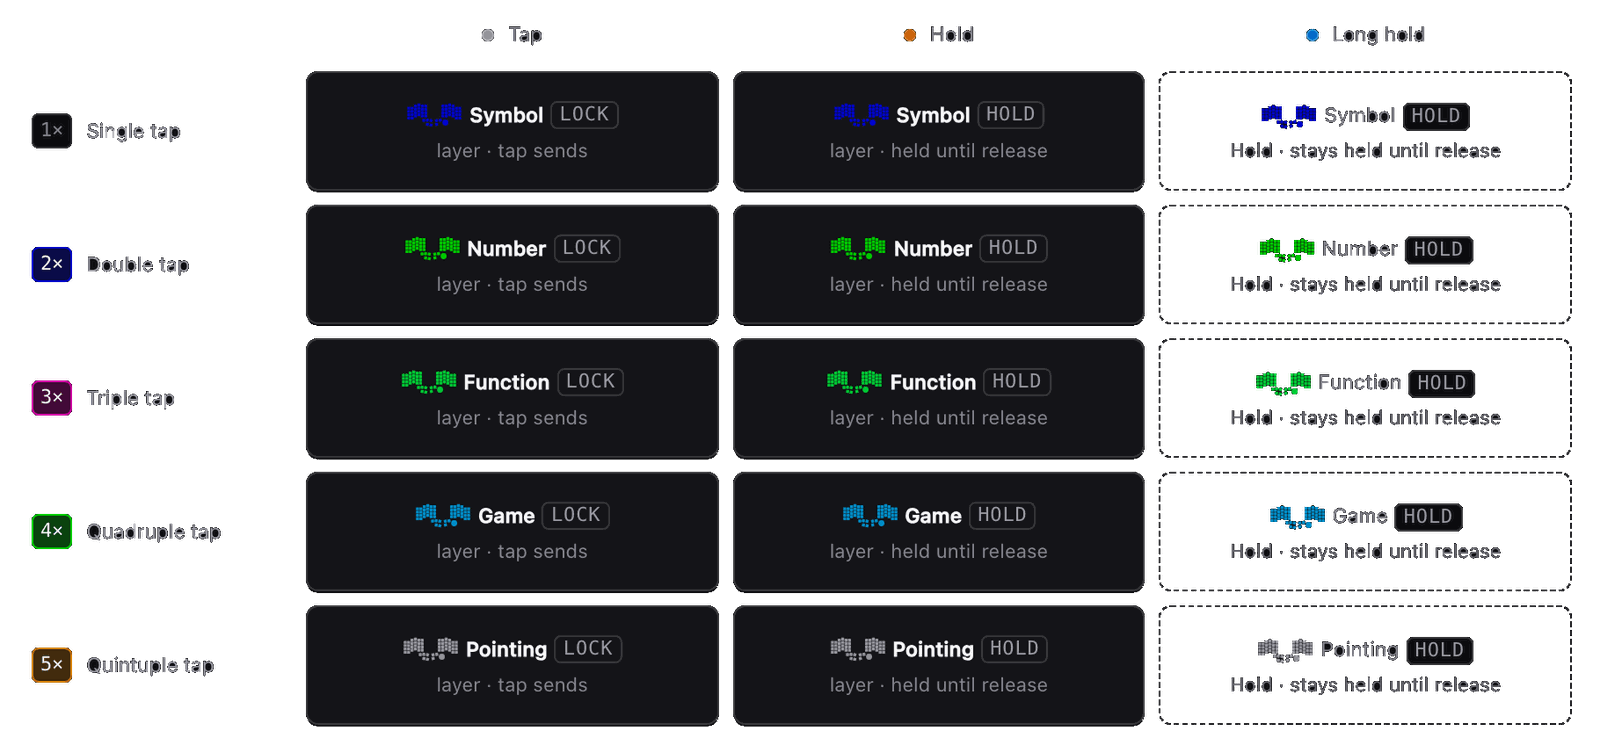 Tap Hold Long hold
1× Single tap
Symbol LOCK
layer · tap sends
Symbol HOLD
layer · held until release
Symbol HOLD
Hold · stays held until release
2× Double tap
Number LOCK
layer · tap sends
Number HOLD
layer · held until release
Number HOLD
Hold · stays held until release
3× Triple tap
Function LOCK
layer · tap sends
Function HOLD
layer · held until release
Function HOLD
Hold · stays held until release
4× Quadruple tap
Game LOCK
layer · tap sends
Game HOLD
layer · held until release
Game HOLD
Hold · stays held until release
5× Quintuple tap
Pointing LOCK
layer · tap sends
Pointing HOLD
layer · held until release
Pointing HOLD
Hold · stays held until release